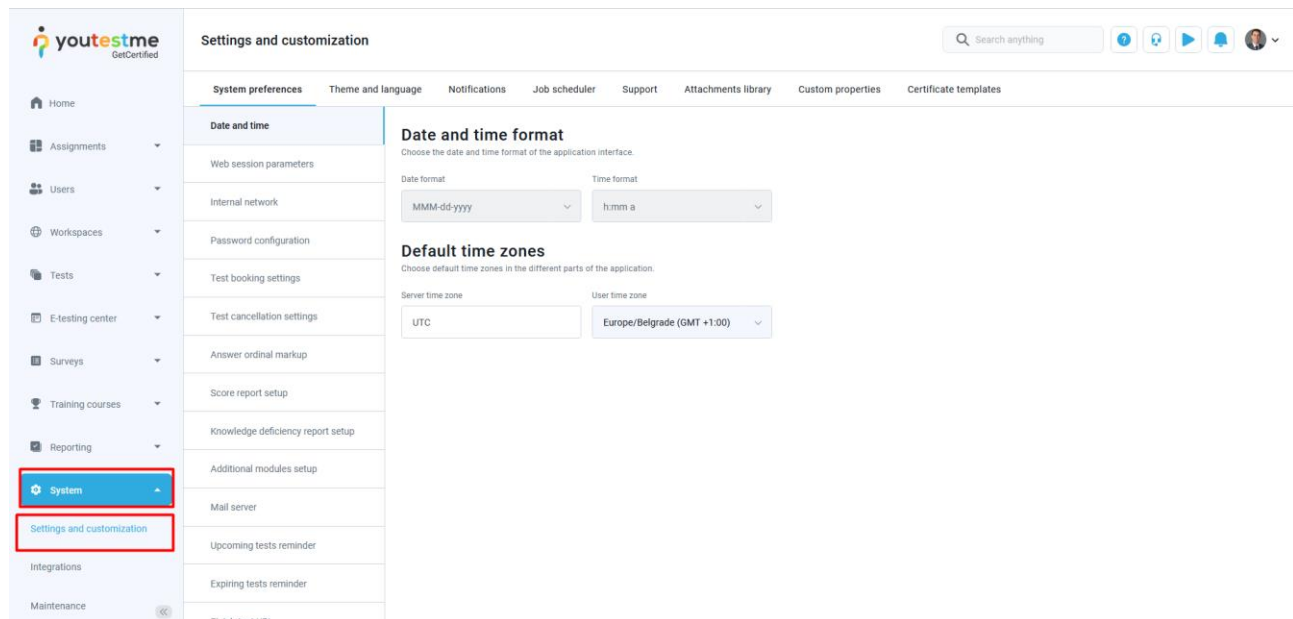 youtestme
GetCertified
Settings and customization
Search anything
Home
Assignments
Users
Workspaces
Tests
E-testing center
Surveys
Training courses
Reporting
System
Settings and customization
Integrations
Maintenance
System preferences
Theme and language
Notifications
Job scheduler
Support
Attachments library
Custom properties
Certificate templates
Date and time
Web session parameters
Internal network
Password configuration
Test booking settings
Test cancellation settings
Answer ordinal markup
Score report setup
Knowledge deficiency report setup
Additional modules setup
Mail server
Upcoming tests reminder
Expiring tests reminder
Date and time format
Choose the date and time format of the application interface.
Date format
Time format
MMM-dd-yyyy
h:mm a
Default time zones
Choose default time zones in the different parts of the application.
Server time zone
User time zone
UTC
Europe/Belgrade (GMT +1:00)